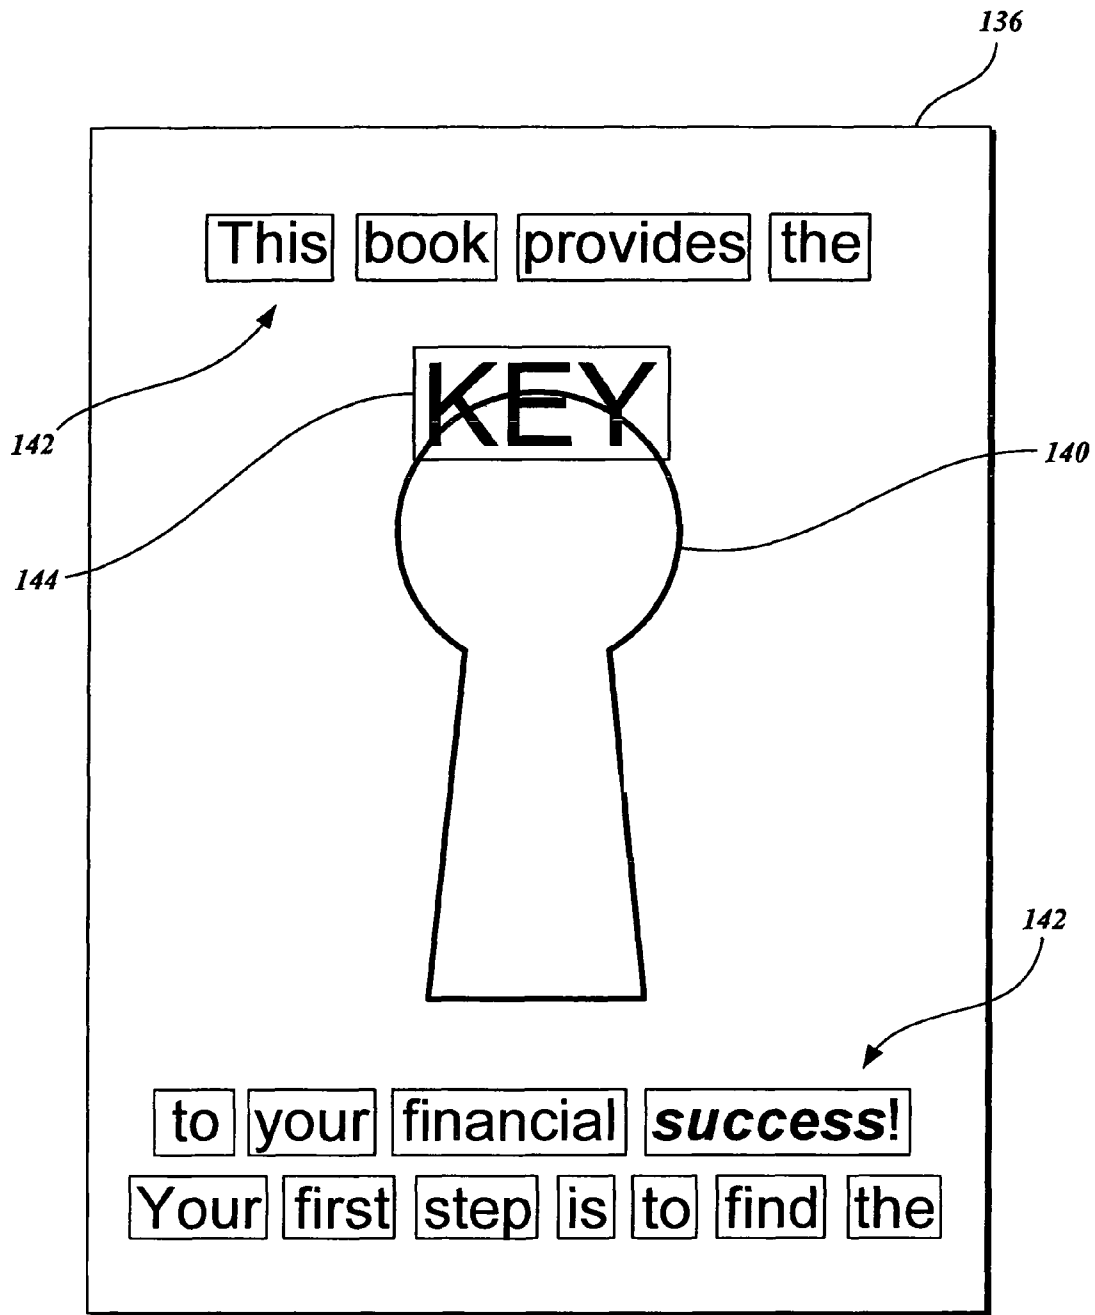 136
This book provides the
KEY
142
140
144
142
to your financial success!
Your first step is to find the